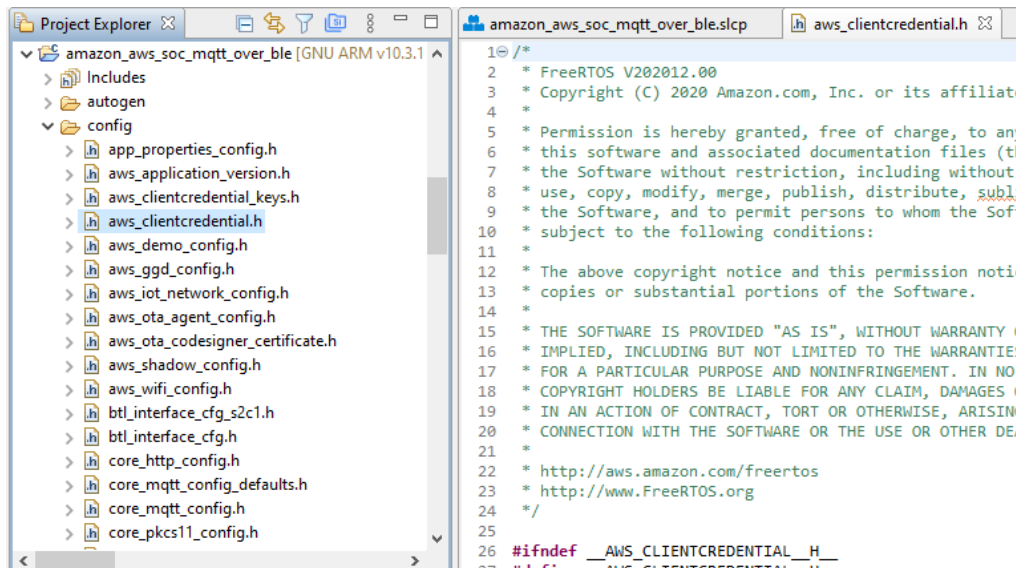 Project Explorer
amazon_aws_soc_mqtt_over_ble [GNU ARM v10.3.1
Includes
autogen
config
app_properties_config.h
aws_application_version.h
aws_clientcredential_keys.h
aws_clientcredential.h
aws_demo_config.h
aws_ggd_config.h
aws_iot_network_config.h
aws_ota_agent_config.h
aws_ota_codesigner_certificate.h
aws_shadow_config.h
aws_wifi_config.h
btl_interface_cfg_s2c1.h
btl_interface_cfg.h
core_http_config.h
core_mqtt_config_defaults.h
core_mqtt_config.h
core_pkcs11_config.h
amazon_aws_soc_mqtt_over_ble.slcp
aws_clientcredential.h
1 /*
2 * FreeRTOS V202012.00
3 * Copyright (C) 2020 Amazon.com, Inc. or its affiliate
4 *
5 * Permission is hereby granted, free of charge, to any
6 * this software and associated documentation files (th
7 * the Software without restriction, including without
8 * use, copy, modify, merge, publish, distribute, subli
9 * the Software, and to permit persons to whom the Soft
10 * subject to the following conditions:
11 *
12 * The above copyright notice and this permission notic
13 * copies or substantial portions of the Software.
14 *
15 * THE SOFTWARE IS PROVIDED "AS IS", WITHOUT WARRANTY
16 * IMPLIED, INCLUDING BUT NOT LIMITED TO THE WARRANTIES
17 * FOR A PARTICULAR PURPOSE AND NONINFRINGEMENT. IN NO
18 * COPYRIGHT HOLDERS BE LIABLE FOR ANY CLAIM, DAMAGES
19 * IN AN ACTION OF CONTRACT, TORT OR OTHERWISE, ARISING
20 * CONNECTION WITH THE SOFTWARE OR THE USE OR OTHER DEA
21 *
22 * http://aws.amazon.com/freertos
23 * http://www.FreeRTOS.org
24 */
25
26 #ifndef __AWS_CLIENTCREDENTIAL__H__